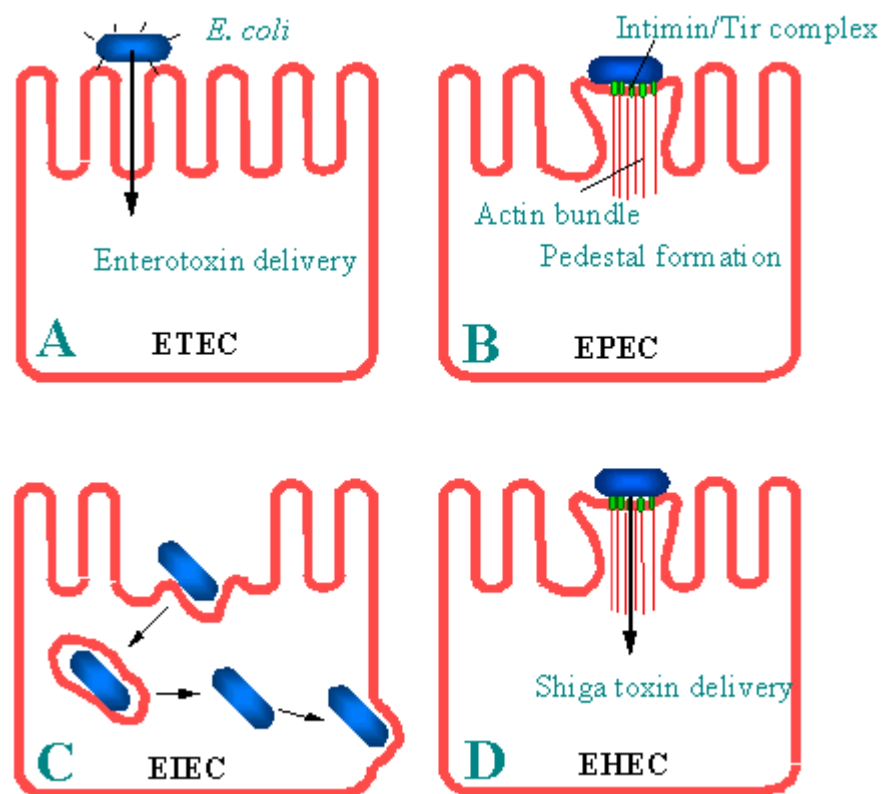 E. coli
Enterotoxin delivery
A
ETEC
Intimin/Tir complex
Actin bundle
Pedestal formation
B
EPEC
C
EIEC
Shiga toxin delivery
D
EHEC